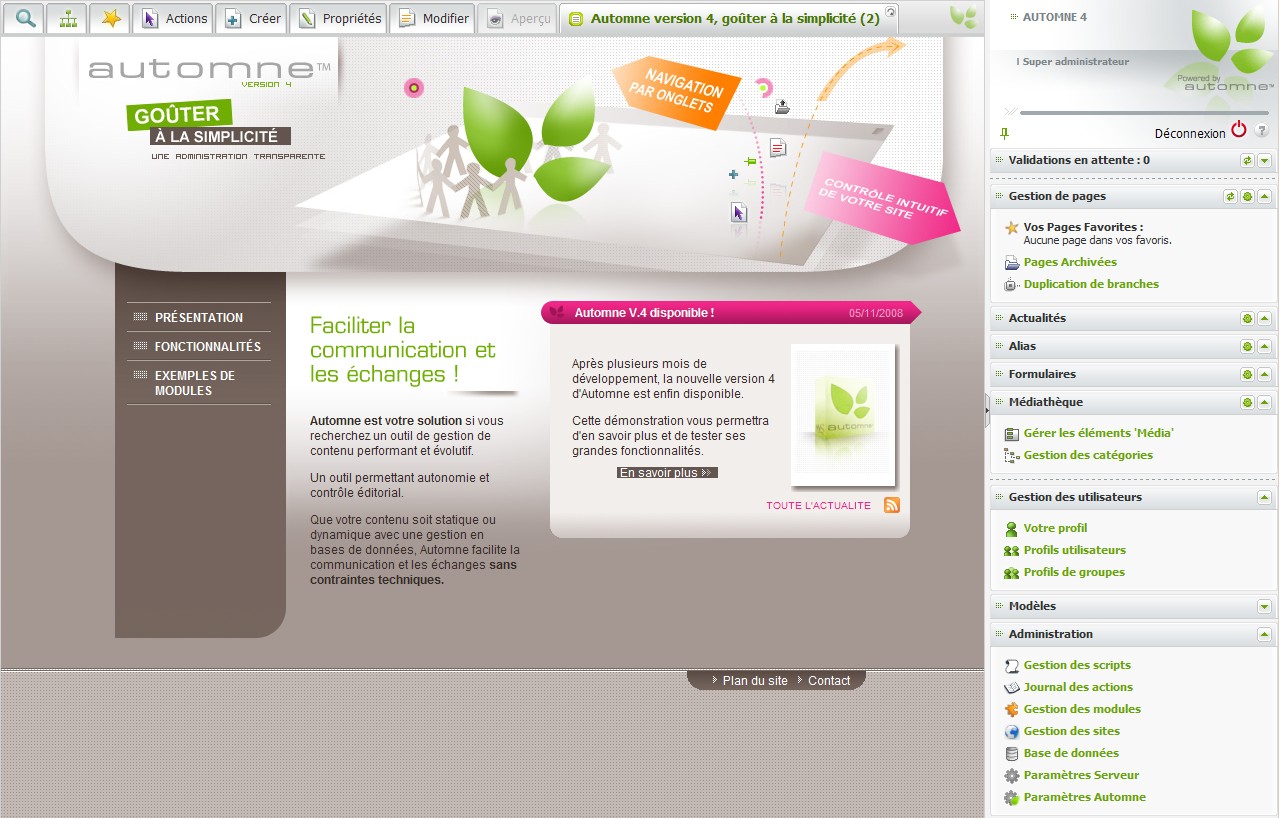 Actions
Créer
Propriétés
Modifier
Aperçu
Automne version 4, goûter à la simplicité (2)
automne™
VERSION 4
GOÛTER
À LA SIMPLICITÉ
UNE ADMINISTRATION TRANSPARENTE
NAVIGATION
PAR ONGLETS
CONTRÔLE INTUITIF
DE VOTRE SITE
PRÉSENTATION
FONCTIONNALITÉS
EXEMPLES DE
MODULES
Faciliter la
communication et
les échanges !
Automne est votre solution si vous
recherchez un outil de gestion de
contenu performant et évolutif.
Un outil permettant autonomie et
contrôle éditorial.
Que votre contenu soit statique ou
dynamique avec une gestion en
bases de données, Automne facilite la
communication et les échanges sans
contraintes techniques.
Automne V.4 disponible !
05/11/2008
Après plusieurs mois de
développement, la nouvelle version 4
d'Automne est enfin disponible.
Cette démonstration vous permettra
d'en savoir plus et de tester ses
grandes fonctionnalités.
En savoir plus
automne
TOUTE L'ACTUALITE
Plan du site
Contact
AUTOMNE 4
Super administrateur
Powered by
automne™
Déconnexion
?
Validations en attente : 0
Gestion de pages
Vos Pages Favorites :
Aucune page dans vos favoris.
Pages Archivées
Duplication de branches
Actualités
Alias
Formulaires
Médiathèque
Gérer les éléments 'Média'
Gestion des catégories
Gestion des utilisateurs
Votre profil
Profils utilisateurs
Profils de groupes
Modèles
Administration
Gestion des scripts
Journal des actions
Gestion des modules
Gestion des sites
Base de données
Paramètres Serveur
Paramètres Automne